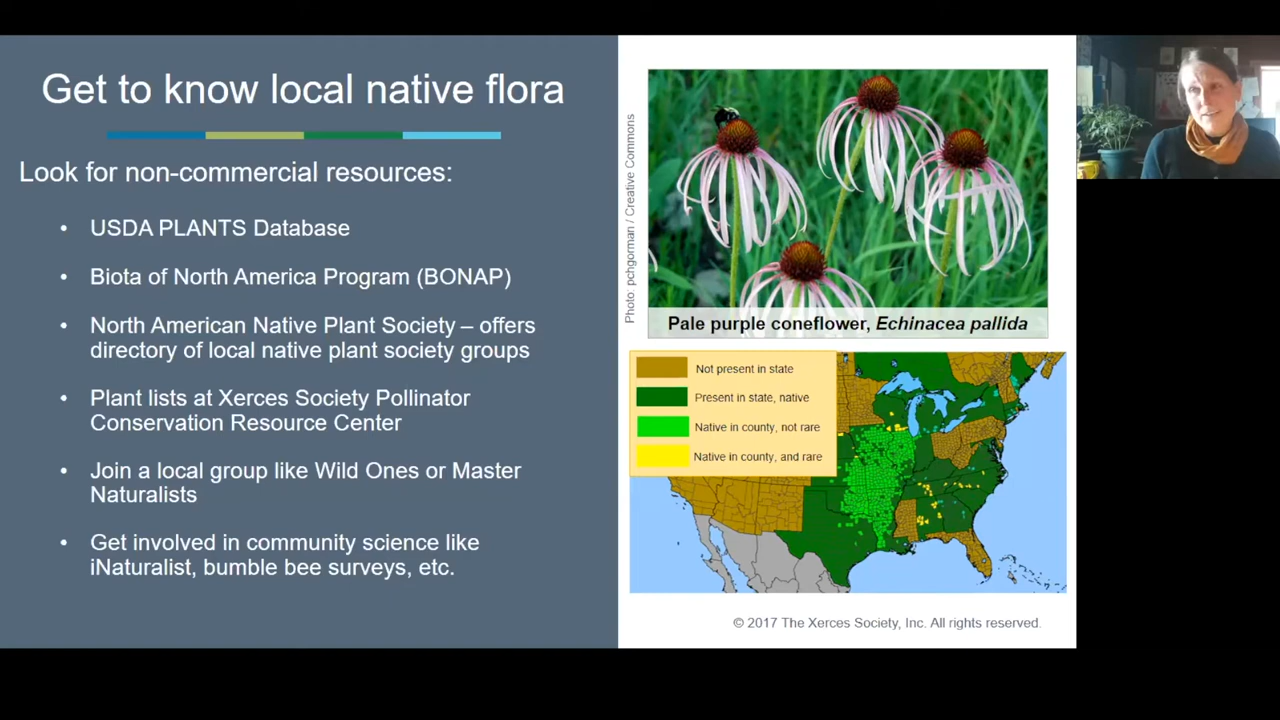 Get to know local native flora
Look for non-commercial resources:
• USDA PLANTS Database
• Biota of North America Program (BONAP)
• North American Native Plant Society – offers
directory of local native plant society groups
• Plant lists at Xerces Society Pollinator
Conservation Resource Center
• Join a local group like Wild Ones or Master
Naturalists
• Get involved in community science like
iNaturalist, bumble bee surveys, etc.
Photo: pchgorman / Creative Commons
Pale purple coneflower, Echinacea pallida
Not present in state
Present in state, native
Native in county, not rare
Native in county, and rare
© 2017 The Xerces Society, Inc. All rights reserved.